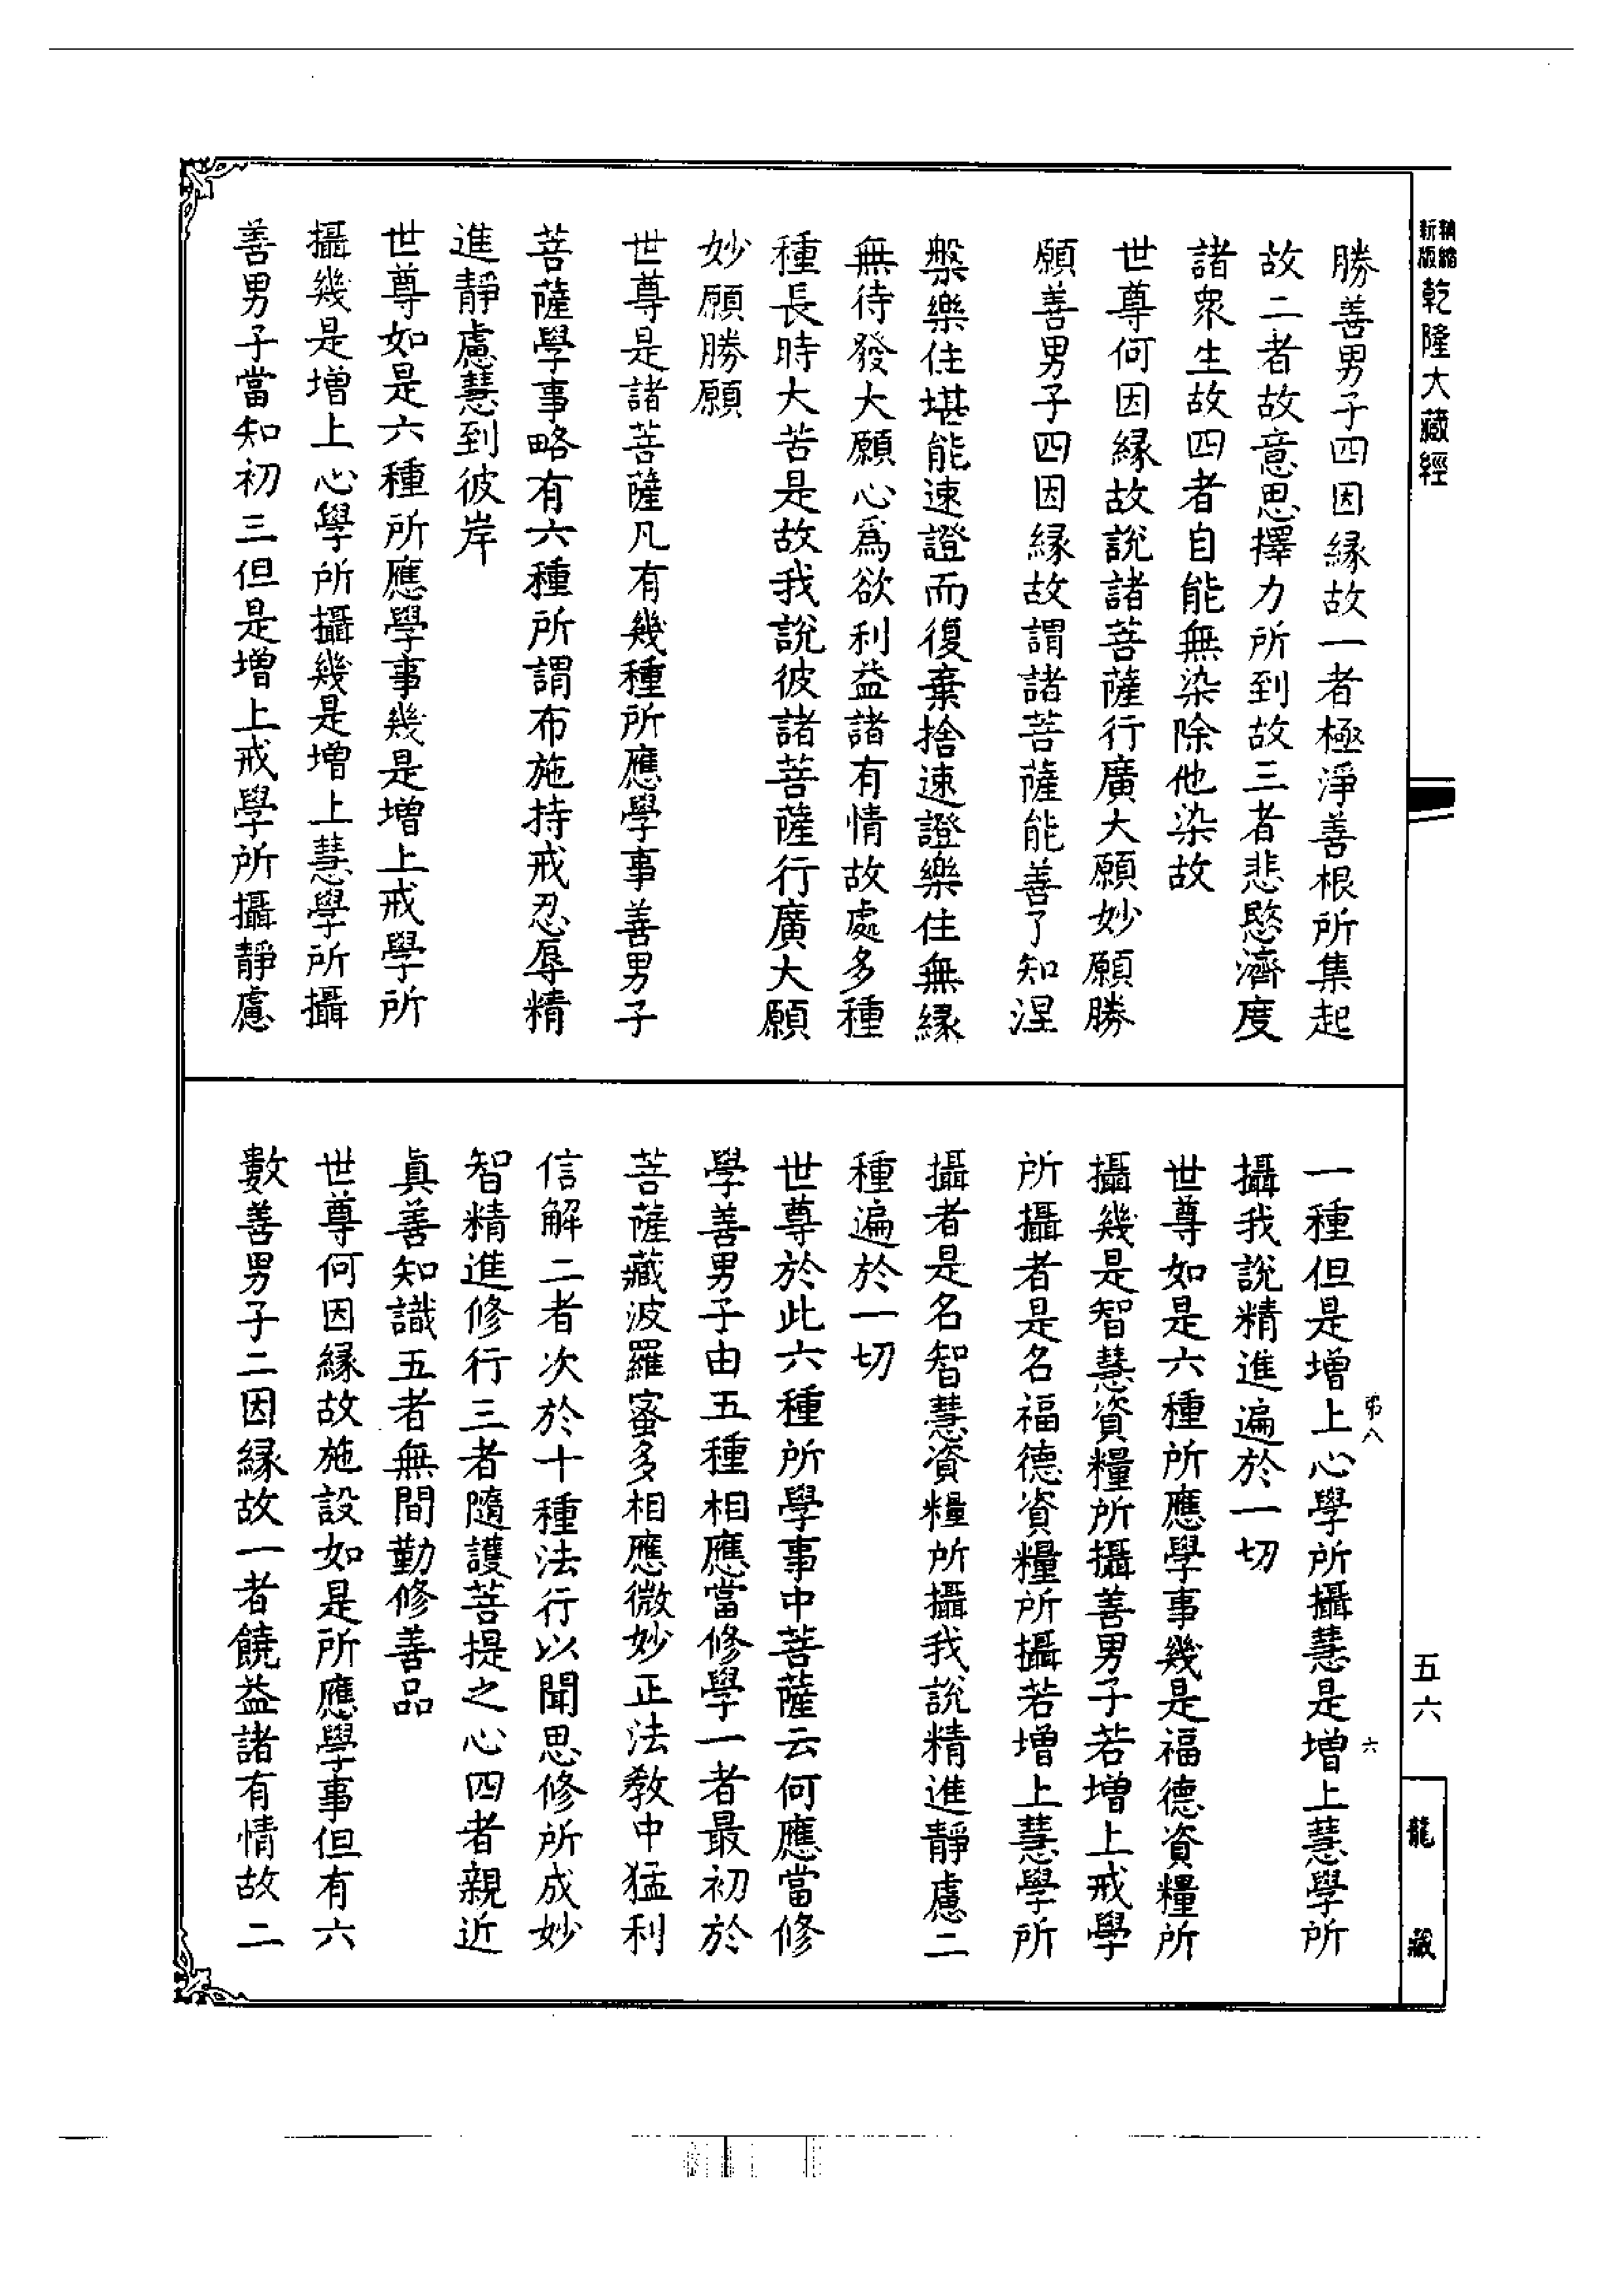 精縮
新版
乾隆大藏經
勝善男子四因緣故一者極淨善根所集起
故二者故意思擇力所到故三者悲愍濟度
諸衆生故四者自能無染除他染故
世尊何因緣故說諸菩薩行廣大願妙願勝
願善男子四因緣故謂諸菩薩能善了知涅
槃樂住堪能速證而復棄捨速證樂住無緣
無待發大願心爲欲利益諸有情故處多種
種長時大苦是故我說彼諸菩薩行廣大願
妙願勝願
世尊是諸菩薩凡有幾種所應學事善男子
菩薩學事略有六種所謂布施持戒忍辱精
進靜慮慧到彼岸
世尊如是六種所應學事幾是增上戒學所
攝幾是增上心學所攝幾是增上慧學所攝
善男子當知初三但是增上戒學所攝靜慮
一種但是增上心學所攝慧是增上慧學所
攝我說精進遍於一切
世尊如是六種所應學事幾是福德資糧所
攝幾是智慧資糧所攝善男子若增上戒學
所攝者是名福德資糧所攝若增上慧學所
攝者是名智慧資糧所攝我說精進靜慮二
種遍於一切
世尊於此六種所學事中菩薩云何應當修
學善男子由五種相應當修學一者最初於
菩薩藏波羅蜜多相應微妙正法教中猛利
信解二者次於十種法行以聞思修所成妙
智精進修行三者隨護菩提之心四者親近
眞善知識五者無間勤修善品
世尊何因緣故施設如是所應學事但有六
數善男子二因緣故一者饒益諸有情故二
弟八
六
五六
龍藏